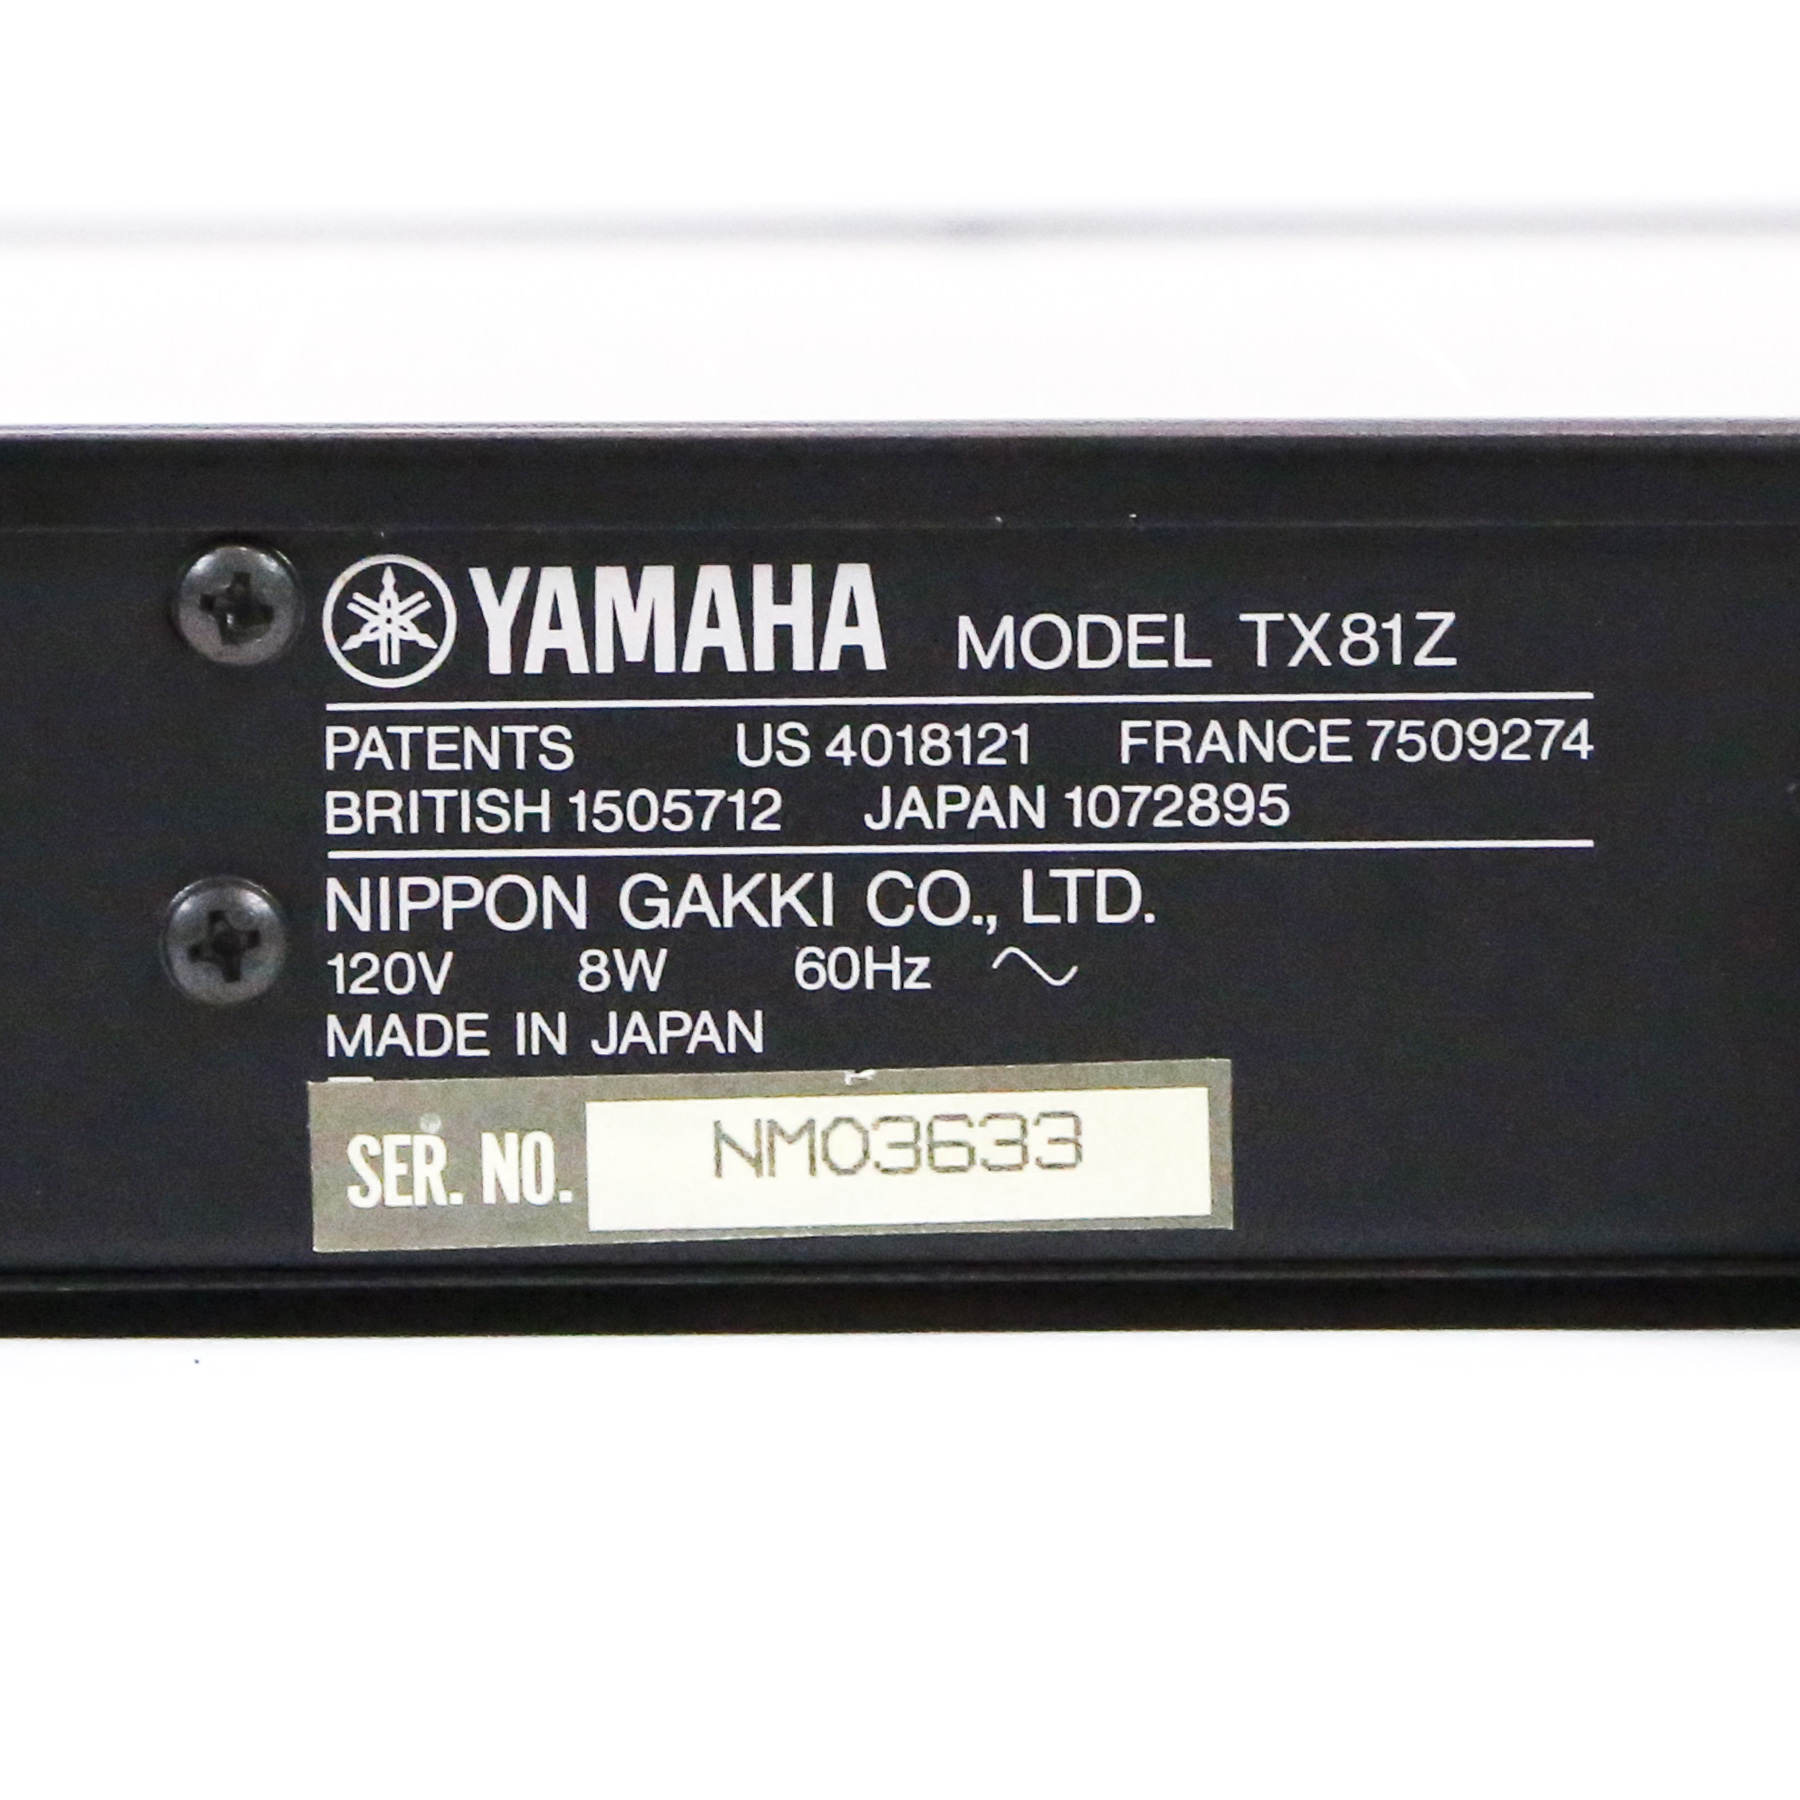 YAMAHA MODEL TX81Z
PATENTS US 4018121 FRANCE 7509274
BRITISH 1505712 JAPAN 1072895
NIPPON GAKKI CO., LTD.
120V 8W 60Hz ~
MADE IN JAPAN
SER. NO. NM03633